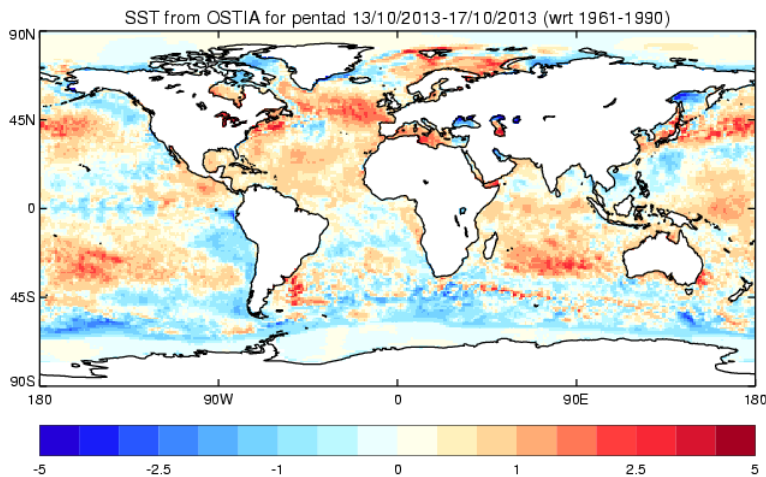 SST from OSTIA for pentad 13/10/2013-17/10/2013 (wrt 1961-1990)
90N
45N
0
45S
90S
180 90W 0 90E 180
-5 -2.5 -1 0 1 2.5 5